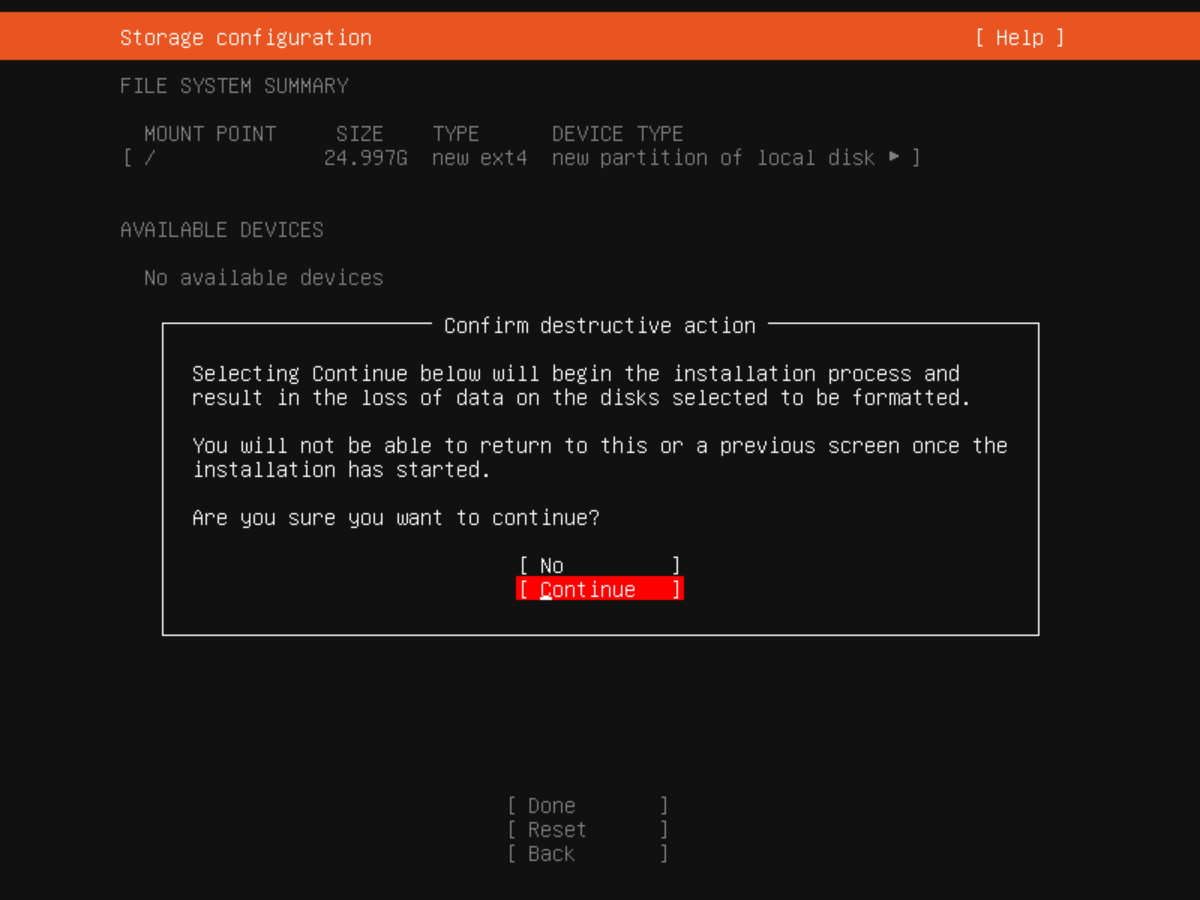 Storage configuration [ Help ]
FILE SYSTEM SUMMARY
MOUNT POINT SIZE TYPE DEVICE TYPE
[ / 24.997G new ext4 new partition of local disk ▸ ]
AVAILABLE DEVICES
No available devices
Confirm destructive action
Selecting Continue below will begin the installation process and
result in the loss of data on the disks selected to be formatted.
You will not be able to return to this or a previous screen once the
installation has started.
Are you sure you want to continue?
[ No ]
[ Continue ]
[ Done ]
[ Reset ]
[ Back ]